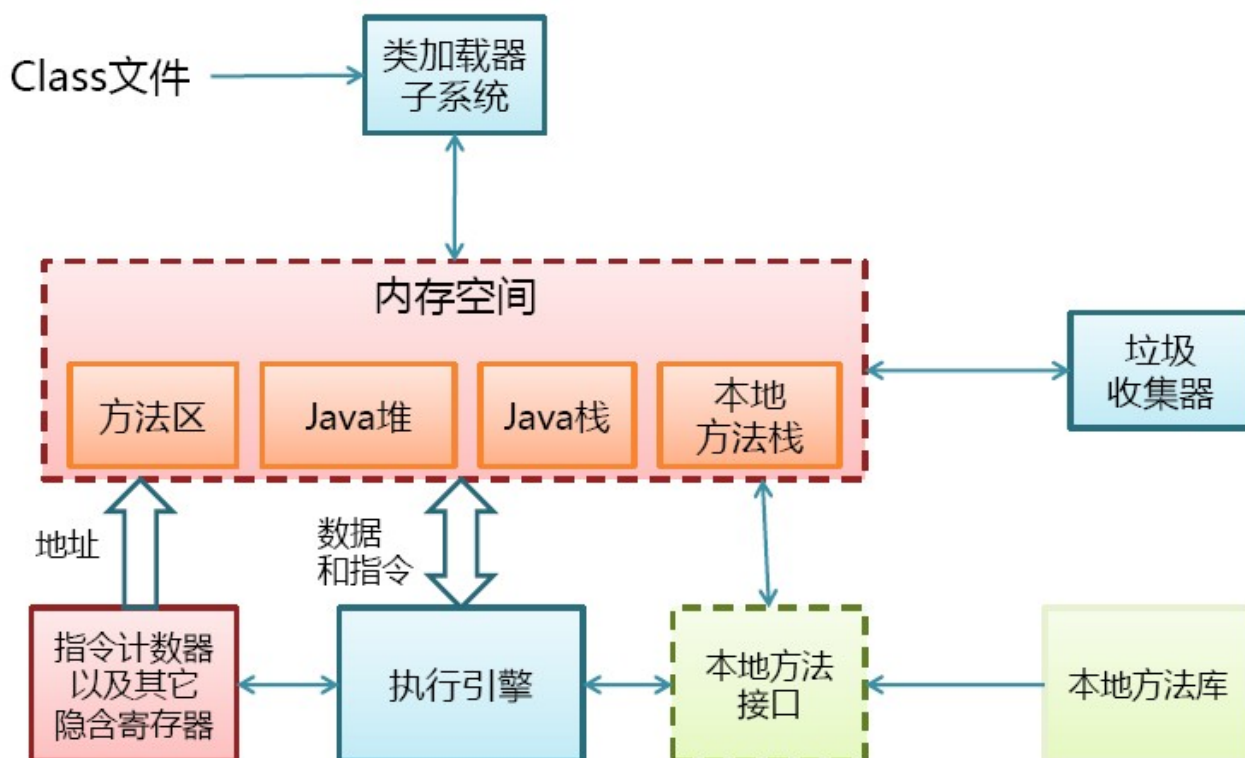 类加载器
子系统
Class文件
内存空间
方法区
Java堆
Java栈
本地
方法栈
垃圾
收集器
地址
数据
和指令
指令计数器
以及其它
隐含寄存器
执行引擎
本地方法
接口
本地方法库